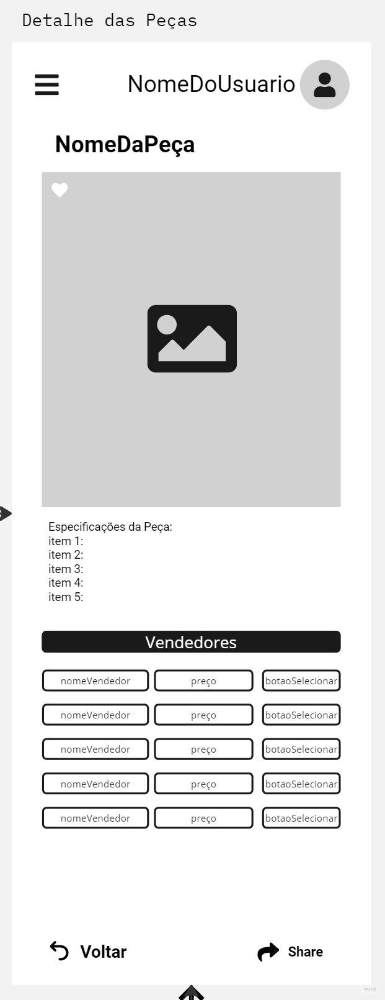 Detalhe das Peças
NomeDoUsuario
NomeDaPeça
Especificações da Peça:
item 1:
item 2:
item 3:
item 4:
item 5:
Vendedores
nomeVendedor preço botaoSelecionar
nomeVendedor preço botaoSelecionar
nomeVendedor preço botaoSelecionar
nomeVendedor preço botaoSelecionar
nomeVendedor preço botaoSelecionar
Voltar Share
miro